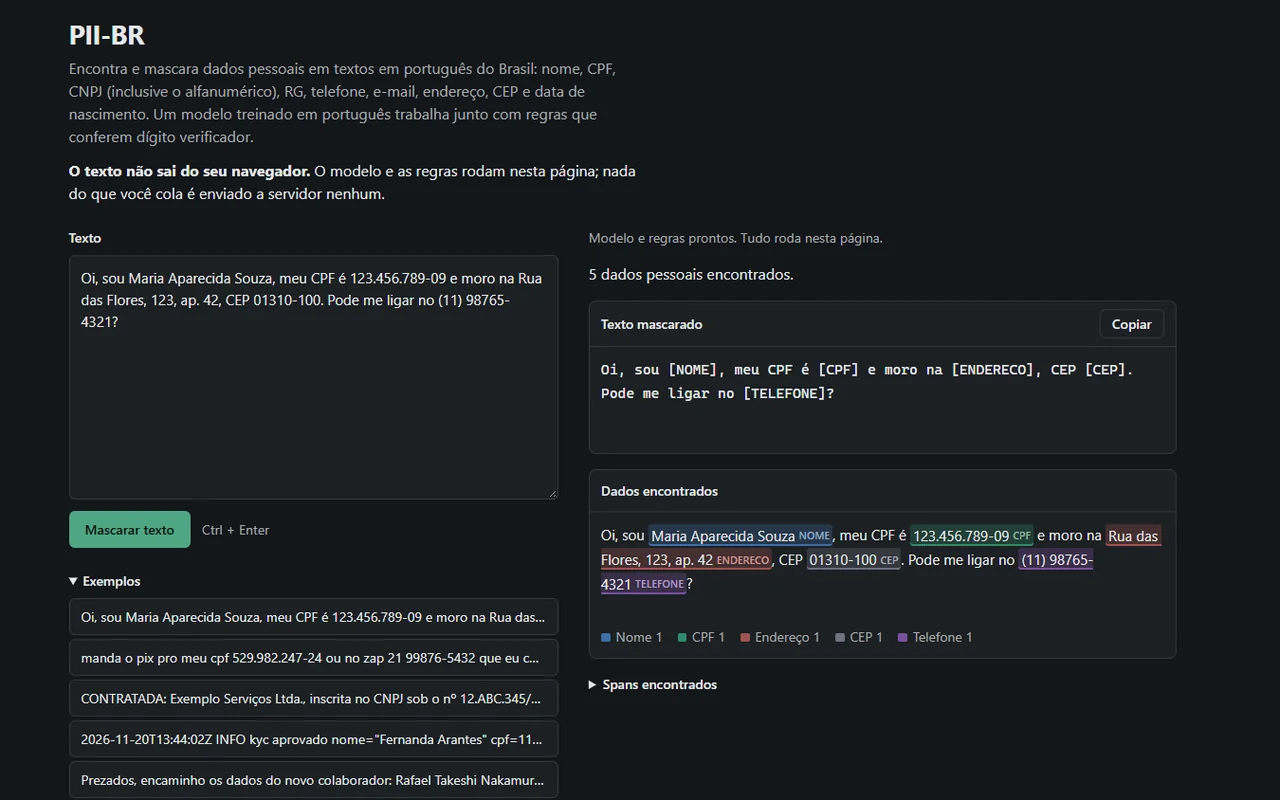 PII-BR
Encontra e mascara dados pessoais em textos em português do Brasil: nome, CPF,
CNPJ (inclusive o alfanumérico), RG, telefone, e-mail, endereço, CEP e data de
nascimento. Um modelo treinado em português trabalha junto com regras que
conferem dígito verificador.
O texto não sai do seu navegador. O modelo e as regras rodam nesta página; nada
do que você cola é enviado a servidor nenhum.
Texto
Oi, sou Maria Aparecida Souza, meu CPF é 123.456.789-09 e moro na Rua
das Flores, 123, ap. 42, CEP 01310-100. Pode me ligar no (11) 98765-
4321?
Mascarar texto Ctrl + Enter
▼ Exemplos
Oi, sou Maria Aparecida Souza, meu CPF é 123.456.789-09 e moro na Rua das...
manda o pix pro meu cpf 529.982.247-24 ou no zap 21 99876-5432 que eu c...
CONTRATADA: Exemplo Serviços Ltda., inscrita no CNPJ sob o nº 12.ABC.345/...
2026-11-20T13:44:02Z INFO kyc aprovado nome="Fernanda Arantes" cpf=11...
Prezados, encaminho os dados do novo colaborador: Rafael Takeshi Nakamur...
Modelo e regras prontos. Tudo roda nesta página.
5 dados pessoais encontrados.
Texto mascarado Copiar
Oi, sou [NOME], meu CPF é [CPF] e moro na [ENDERECO], CEP [CEP].
Pode me ligar no [TELEFONE]?
Dados encontrados
Oi, sou Maria Aparecida Souza NOME, meu CPF é 123.456.789-09 CPF e moro na Rua das
Flores, 123, ap. 42 ENDERECO, CEP 01310-100 CEP. Pode me ligar no (11) 98765-
4321 TELEFONE?
Nome 1 CPF 1 Endereço 1 CEP 1 Telefone 1
▶ Spans encontrados